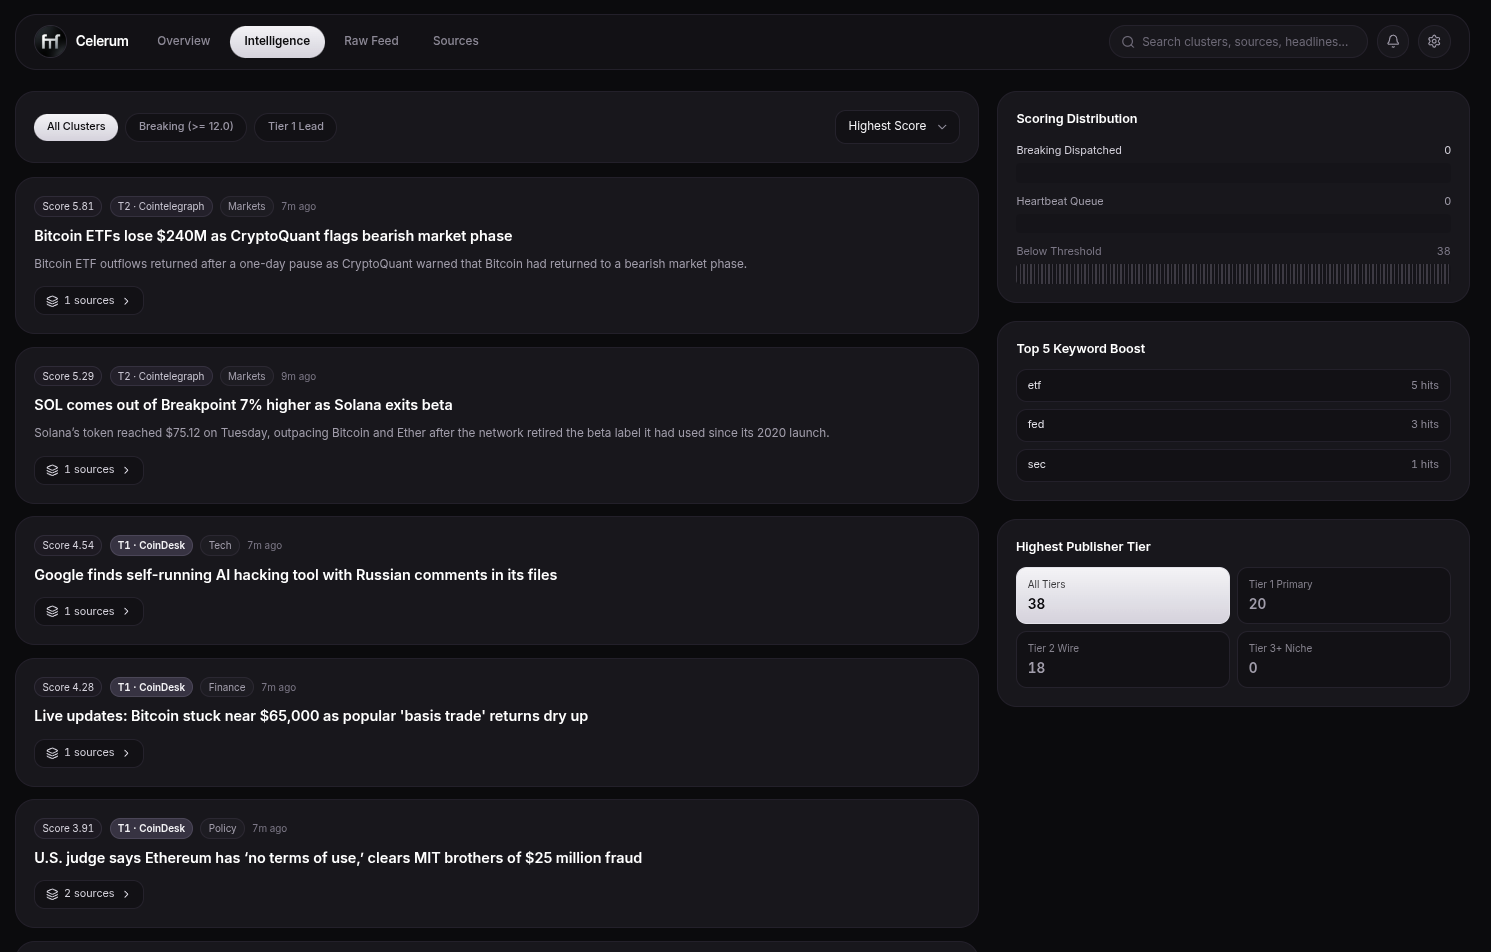 Celerum
Overview
Intelligence
Raw Feed
Sources
Search clusters, sources, headlines...
All Clusters
Breaking (>= 12.0)
Tier 1 Lead
Highest Score
Score 5.81
T2 · Cointelegraph
Markets
7m ago
Bitcoin ETFs lose $240M as CryptoQuant flags bearish market phase
Bitcoin ETF outflows returned after a one-day pause as CryptoQuant warned that Bitcoin had returned to a bearish market phase.
1 sources
Score 5.29
T2 · Cointelegraph
Markets
9m ago
SOL comes out of Breakpoint 7% higher as Solana exits beta
Solana’s token reached $75.12 on Tuesday, outpacing Bitcoin and Ether after the network retired the beta label it had used since its 2020 launch.
1 sources
Score 4.54
T1 · CoinDesk
Tech
7m ago
Google finds self-running AI hacking tool with Russian comments in its files
1 sources
Score 4.28
T1 · CoinDesk
Finance
7m ago
Live updates: Bitcoin stuck near $65,000 as popular 'basis trade' returns dry up
1 sources
Score 3.91
T1 · CoinDesk
Policy
7m ago
U.S. judge says Ethereum has ‘no terms of use,’ clears MIT brothers of $25 million fraud
2 sources
Scoring Distribution
Breaking Dispatched 0
Heartbeat Queue 0
Below Threshold 38
Top 5 Keyword Boost
etf 5 hits
fed 3 hits
sec 1 hits
Highest Publisher Tier
All Tiers
38
Tier 1 Primary
20
Tier 2 Wire
18
Tier 3+ Niche
0